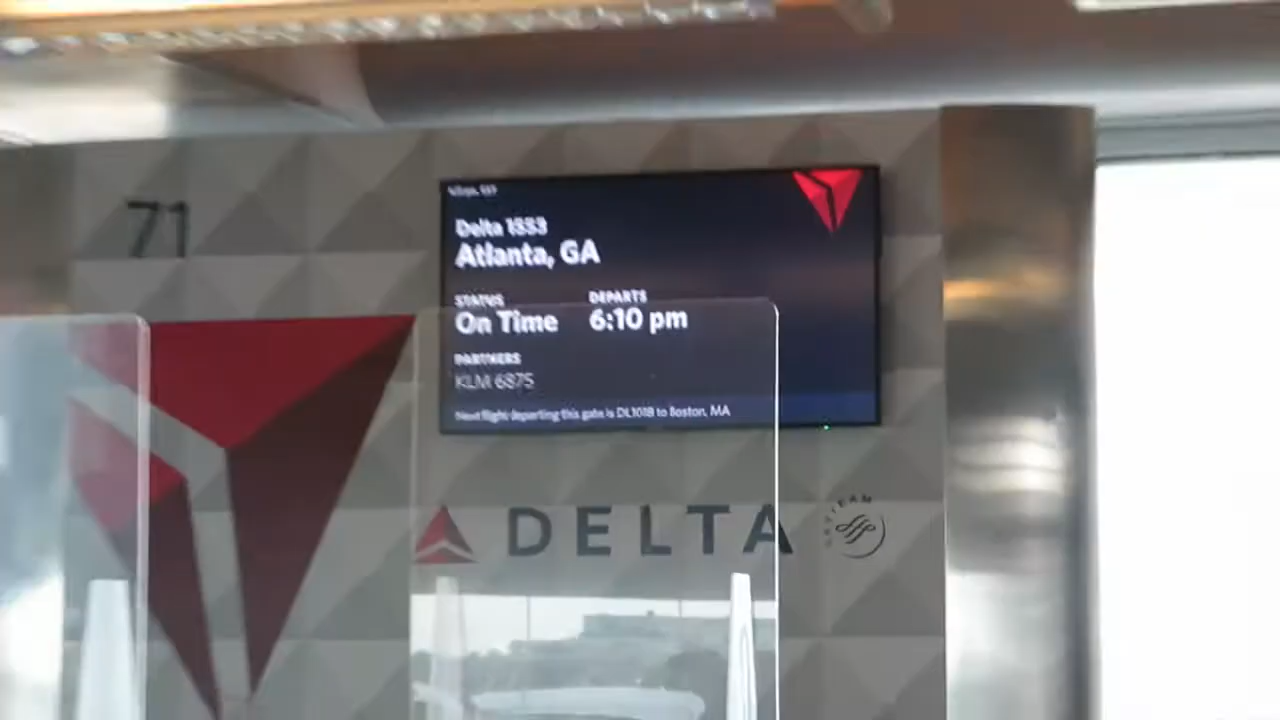 71
Delta 1553
Atlanta, GA
STATUS DEPARTS
On Time 6:10 pm
PARTNERS
KLM 6875
Next flight departing this gate is DL1018 to Boston, MA
DELTA
SKYTEAM